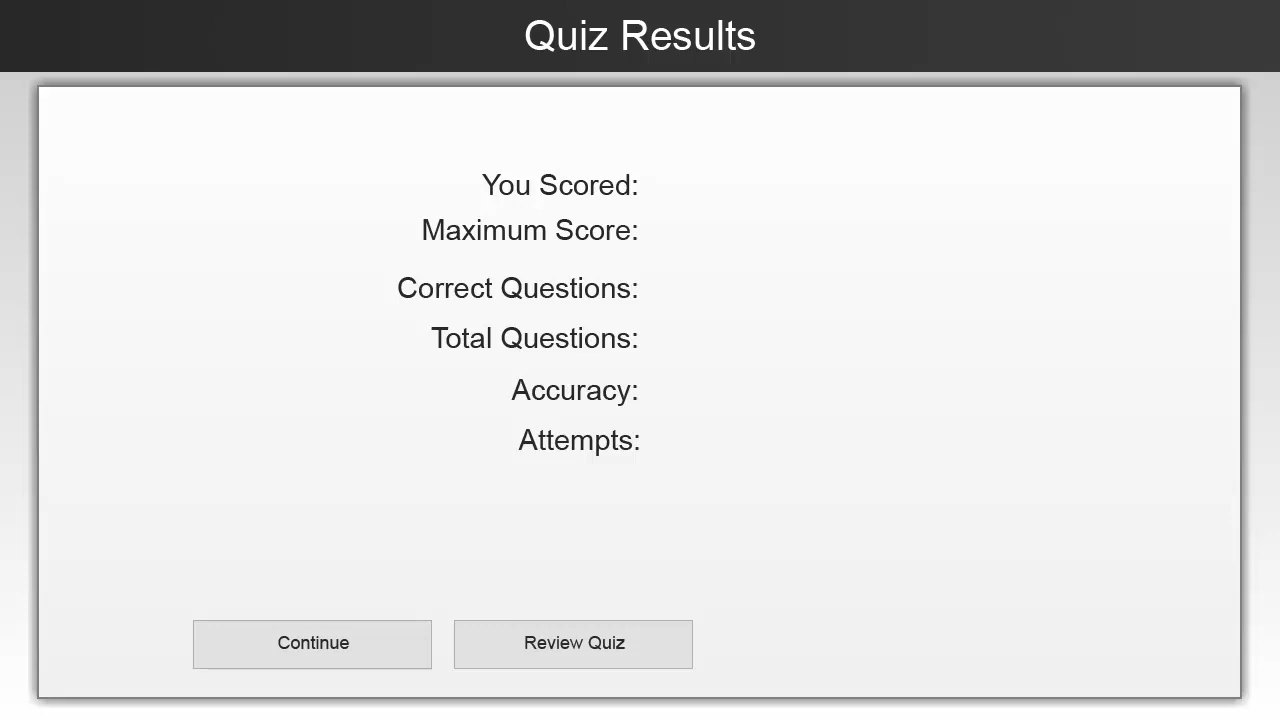 Quiz Results
You Scored:
Maximum Score:
Correct Questions:
Total Questions:
Accuracy:
Attempts:
Continue
Review Quiz